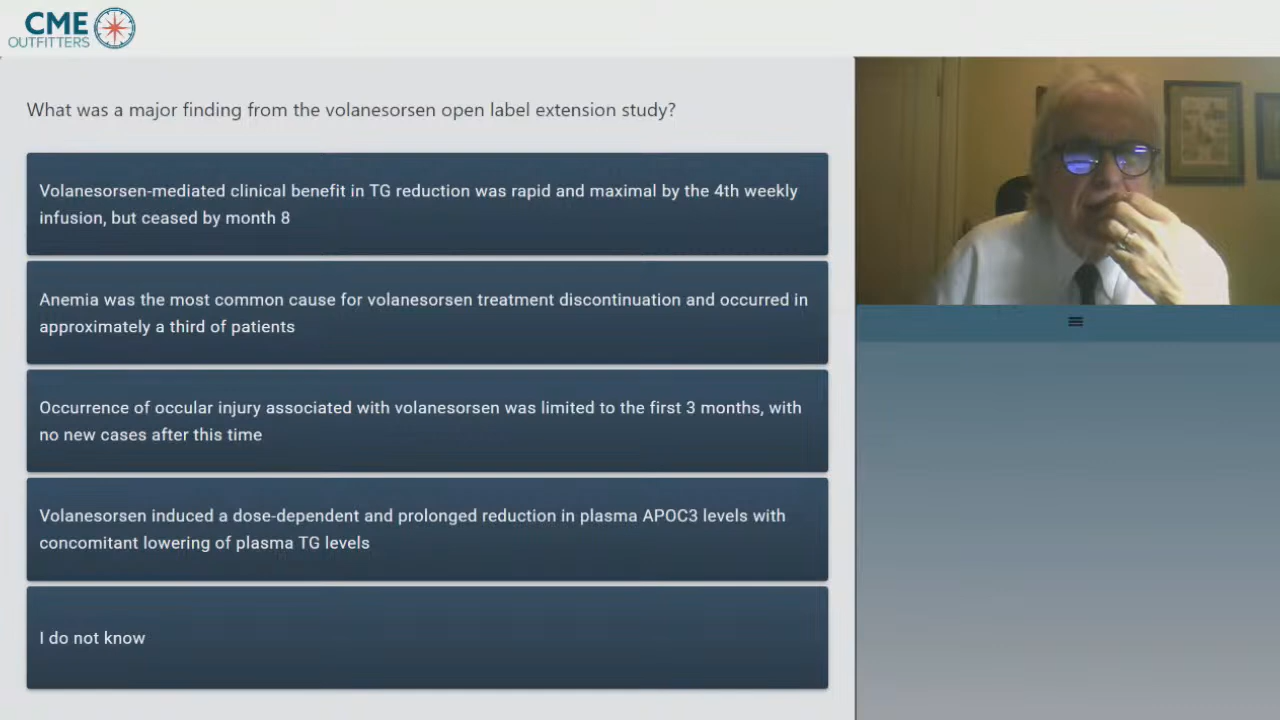 CME
OUTFITTERS
What was a major finding from the volanesorsen open label extension study?
Volanesorsen-mediated clinical benefit in TG reduction was rapid and maximal by the 4th weekly
infusion, but ceased by month 8
Anemia was the most common cause for volanesorsen treatment discontinuation and occurred in
approximately a third of patients
Occurrence of occular injury associated with volanesorsen was limited to the first 3 months, with
no new cases after this time
Volanesorsen induced a dose-dependent and prolonged reduction in plasma APOC3 levels with
concomitant lowering of plasma TG levels
I do not know